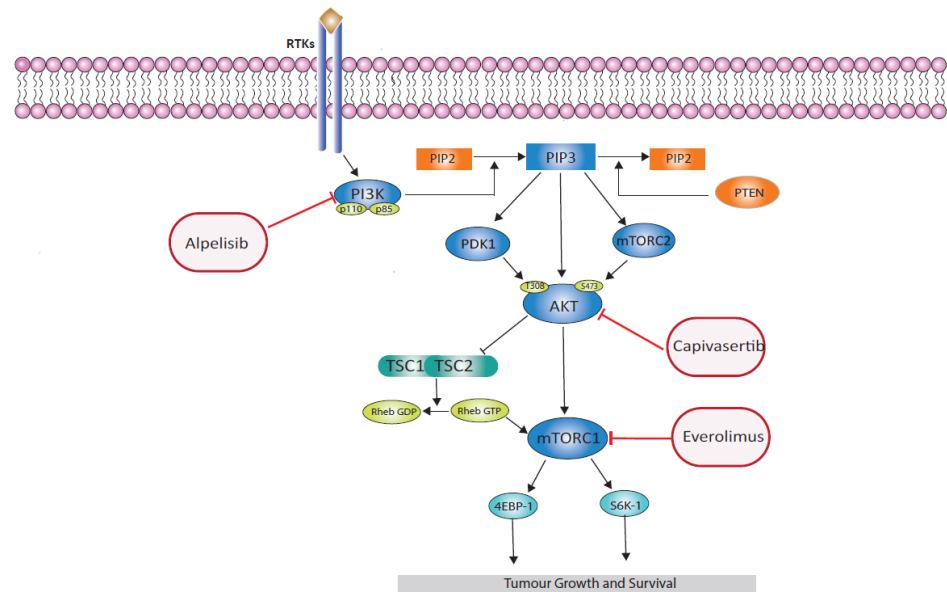 RTKs
PIP2
PIP3
PIP2
PI3K
p110
p85
PTEN
Alpelisib
PDK1
mTORC2
T308
S473
AKT
Capivasertib
TSC1
TSC2
Rheb GDP
Rheb GTP
mTORC1
Everolimus
4EBP-1
S6K-1
Tumour Growth and Survival